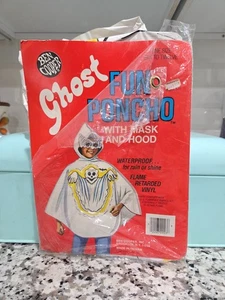 BEN
COOPER
Ghost
FUN
PONCHO
WITH MASK
AND HOOD
WATERPROOF
for rain or shine
FLAME
RETARDED
VINYL